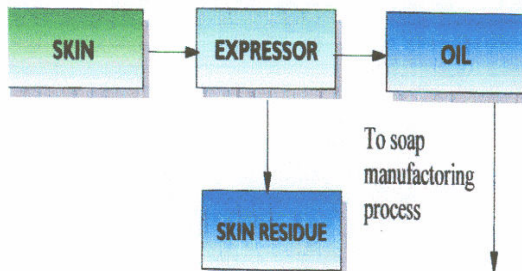 SKIN
EXPRESSOR
OIL
To soap
manufactoring
process
SKIN RESIDUE